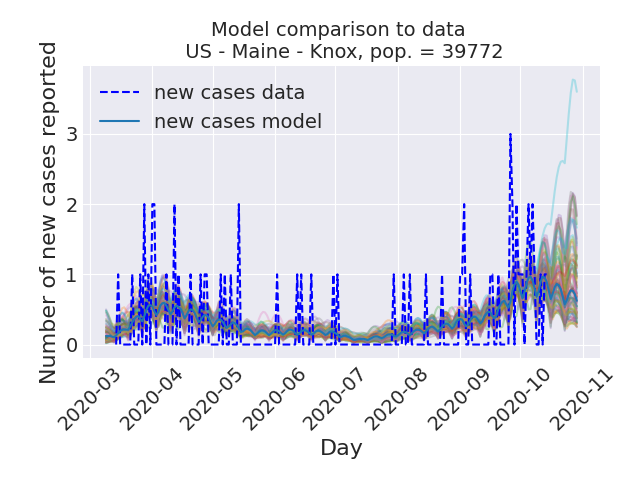 Model comparison to data
US - Maine - Knox, pop. = 39772
Number of new cases reported
new cases data
new cases model
3
2
1
0
2020-03
2020-04
2020-05
2020-06
2020-07
2020-08
2020-09
2020-10
2020-11
Day